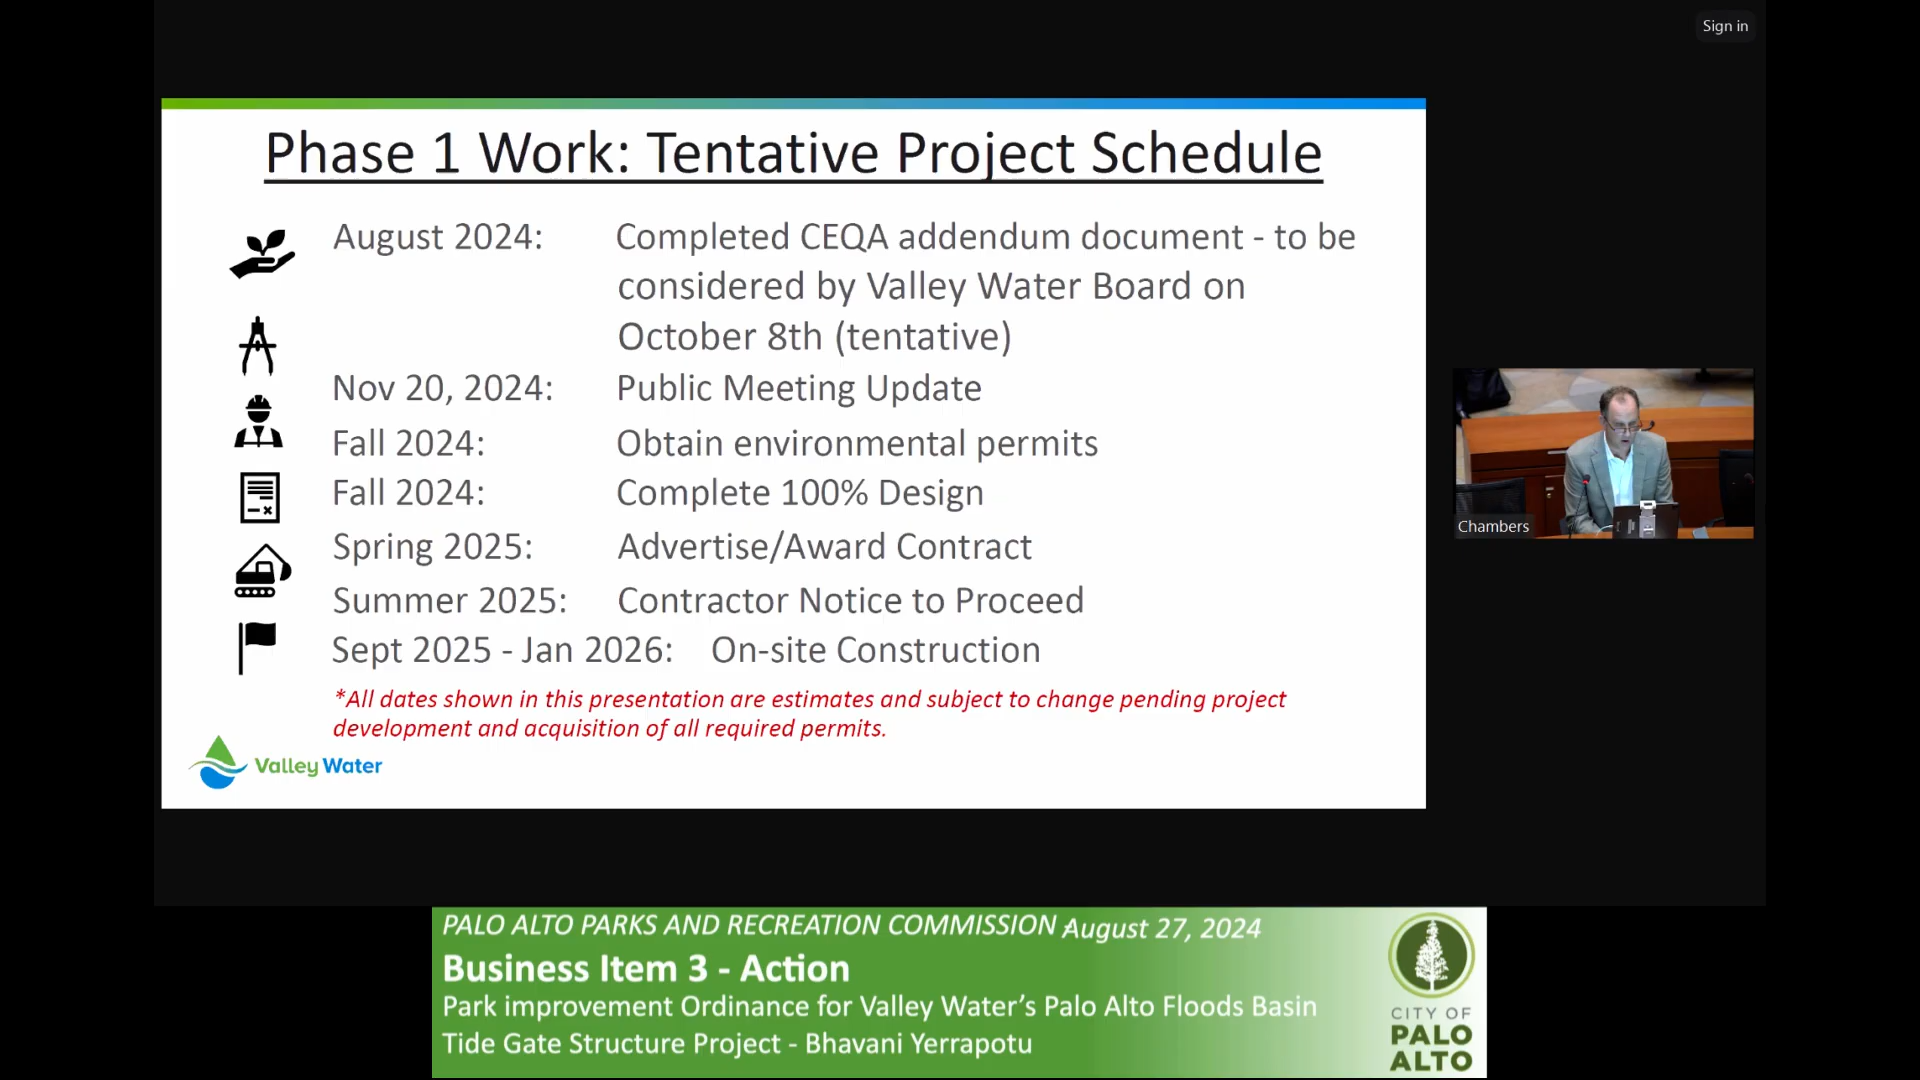 Sign in
Phase 1 Work: Tentative Project Schedule
August 2024: Completed CEQA addendum document - to be
considered by Valley Water Board on
October 8th (tentative)
Nov 20, 2024: Public Meeting Update
Fall 2024: Obtain environmental permits
Fall 2024: Complete 100% Design
Spring 2025: Advertise/Award Contract
Summer 2025: Contractor Notice to Proceed
Sept 2025 - Jan 2026: On-site Construction
*All dates shown in this presentation are estimates and subject to change pending project
development and acquisition of all required permits.
Valley Water
Chambers
PALO ALTO PARKS AND RECREATION COMMISSION August 27, 2024
Business Item 3 - Action
Park improvement Ordinance for Valley Water’s Palo Alto Floods Basin
Tide Gate Structure Project - Bhavani Yerrapotu
CITY OF
PALO
ALTO